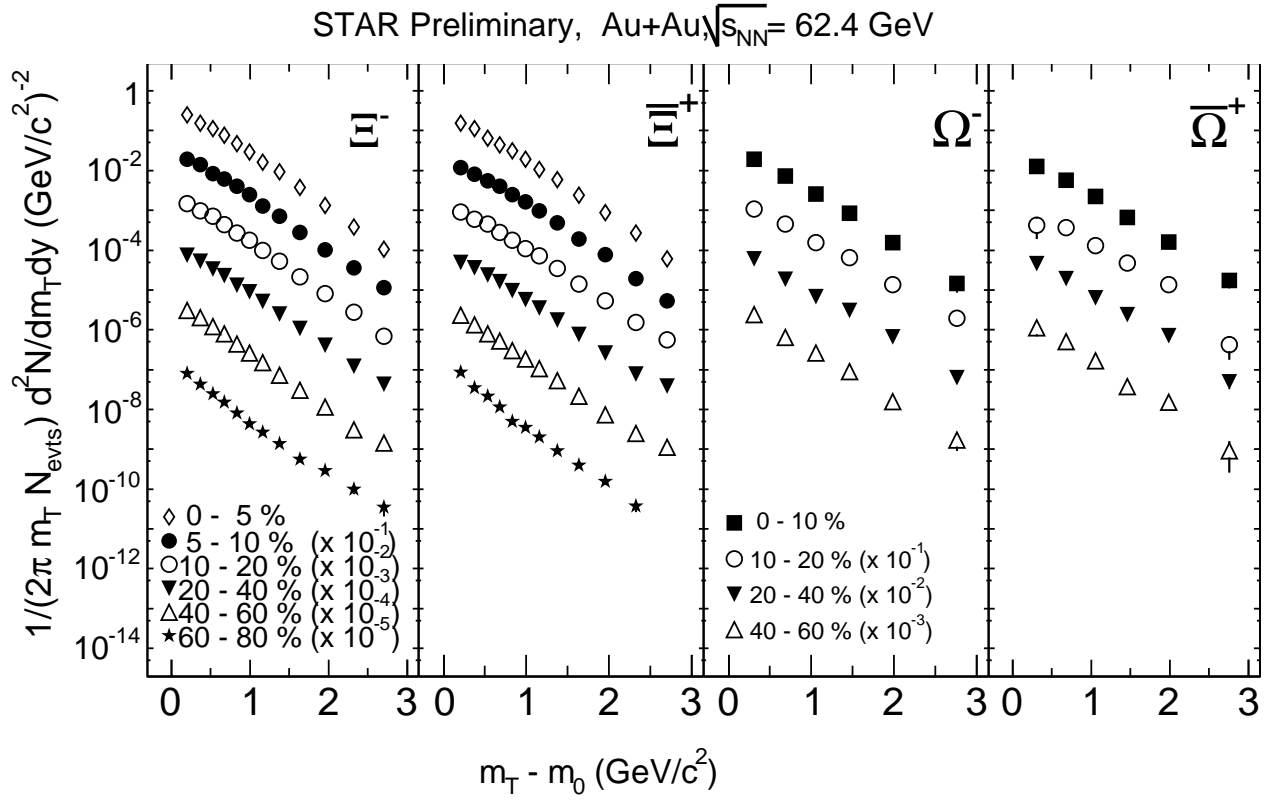 STAR Preliminary, Au+Au, √s_NN = 62.4 GeV
1/(2π m_T N_evts) d²N/dm_T dy (GeV/c²)⁻²
1
10⁻²
10⁻⁴
10⁻⁶
10⁻⁸
10⁻¹⁰
10⁻¹²
10⁻¹⁴
Ξ⁻
0 - 5 %
5 - 10 % (x 10⁻¹)
10 - 20 % (x 10⁻²)
20 - 40 % (x 10⁻³)
40 - 60 % (x 10⁻⁴)
60 - 80 % (x 10⁻⁵)
0 1 2 3
Ξ̅⁺
0 1 2 3
Ω⁻
0 - 10 %
10 - 20 % (x 10⁻¹)
20 - 40 % (x 10⁻²)
40 - 60 % (x 10⁻³)
0 1 2 3
Ω̅⁺
0 1 2 3
m_T - m_0 (GeV/c²)